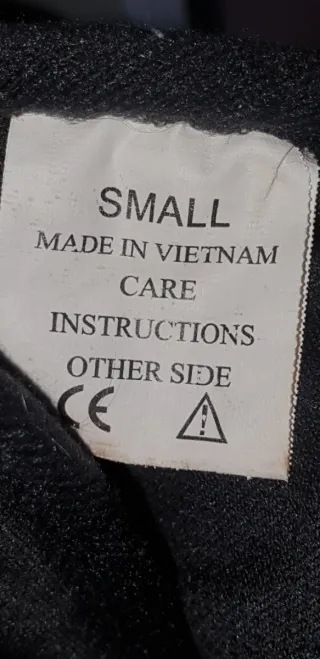 SMALL
MADE IN VIETNAM
CARE
INSTRUCTIONS
OTHER SIDE
CE